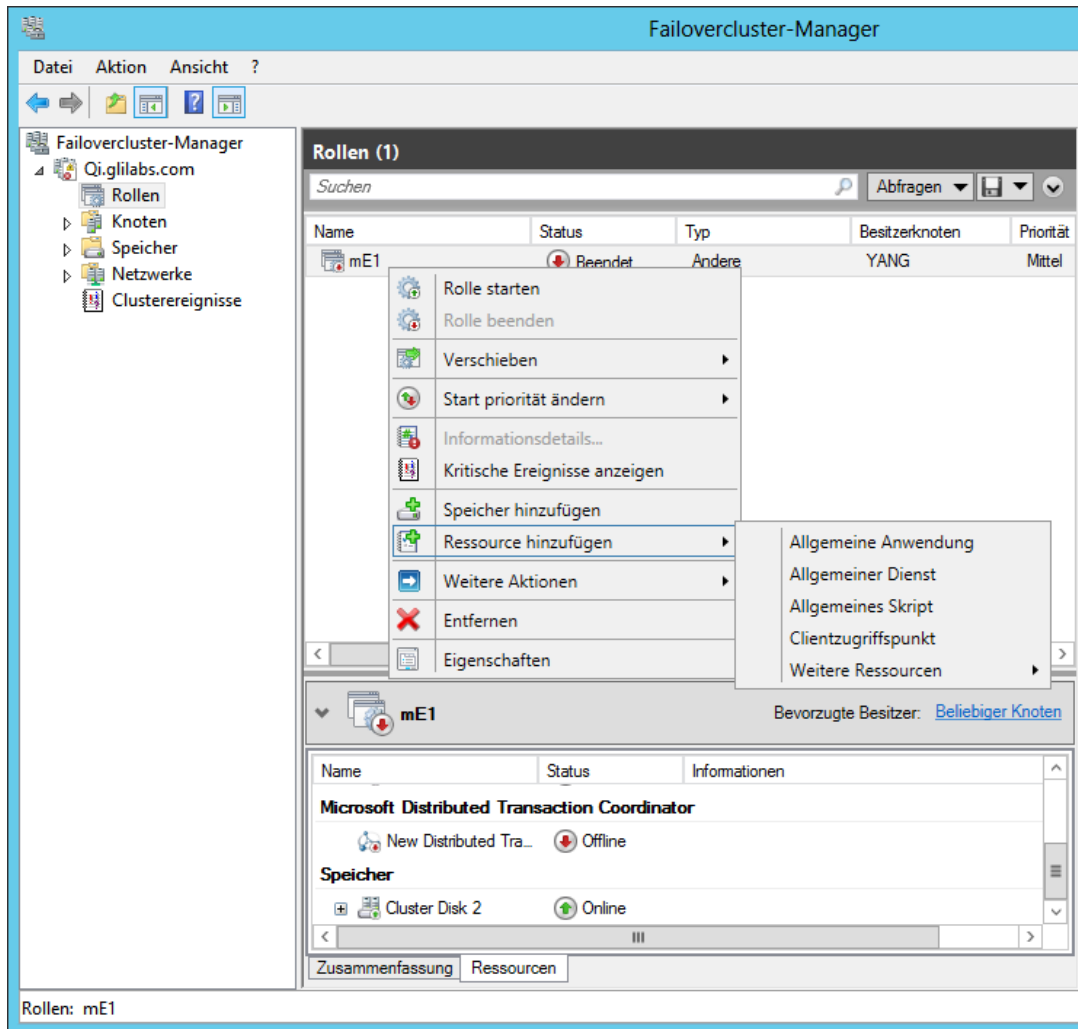 Failovercluster-Manager
Datei Aktion Ansicht ?
Failovercluster-Manager
Qi.glilabs.com
Rollen
Knoten
Speicher
Netzwerke
Clusterereignisse
Rollen (1)
Suchen
Abfragen
Name Status Typ Besitzerknoten Priorität
mE1 Beendet Andere YANG Mittel
Rolle starten
Rolle beenden
Verschieben
Start priorität ändern
Informationsdetails...
Kritische Ereignisse anzeigen
Speicher hinzufügen
Ressource hinzufügen
Weitere Aktionen
Entfernen
Eigenschaften
Allgemeine Anwendung
Allgemeiner Dienst
Allgemeines Skript
Clientzugriffspunkt
Weitere Ressourcen
mE1 Bevorzugte Besitzer: Beliebiger Knoten
Name Status Informationen
Microsoft Distributed Transaction Coordinator
New Distributed Tra... Offline
Speicher
Cluster Disk 2 Online
Zusammenfassung Ressourcen
Rollen: mE1